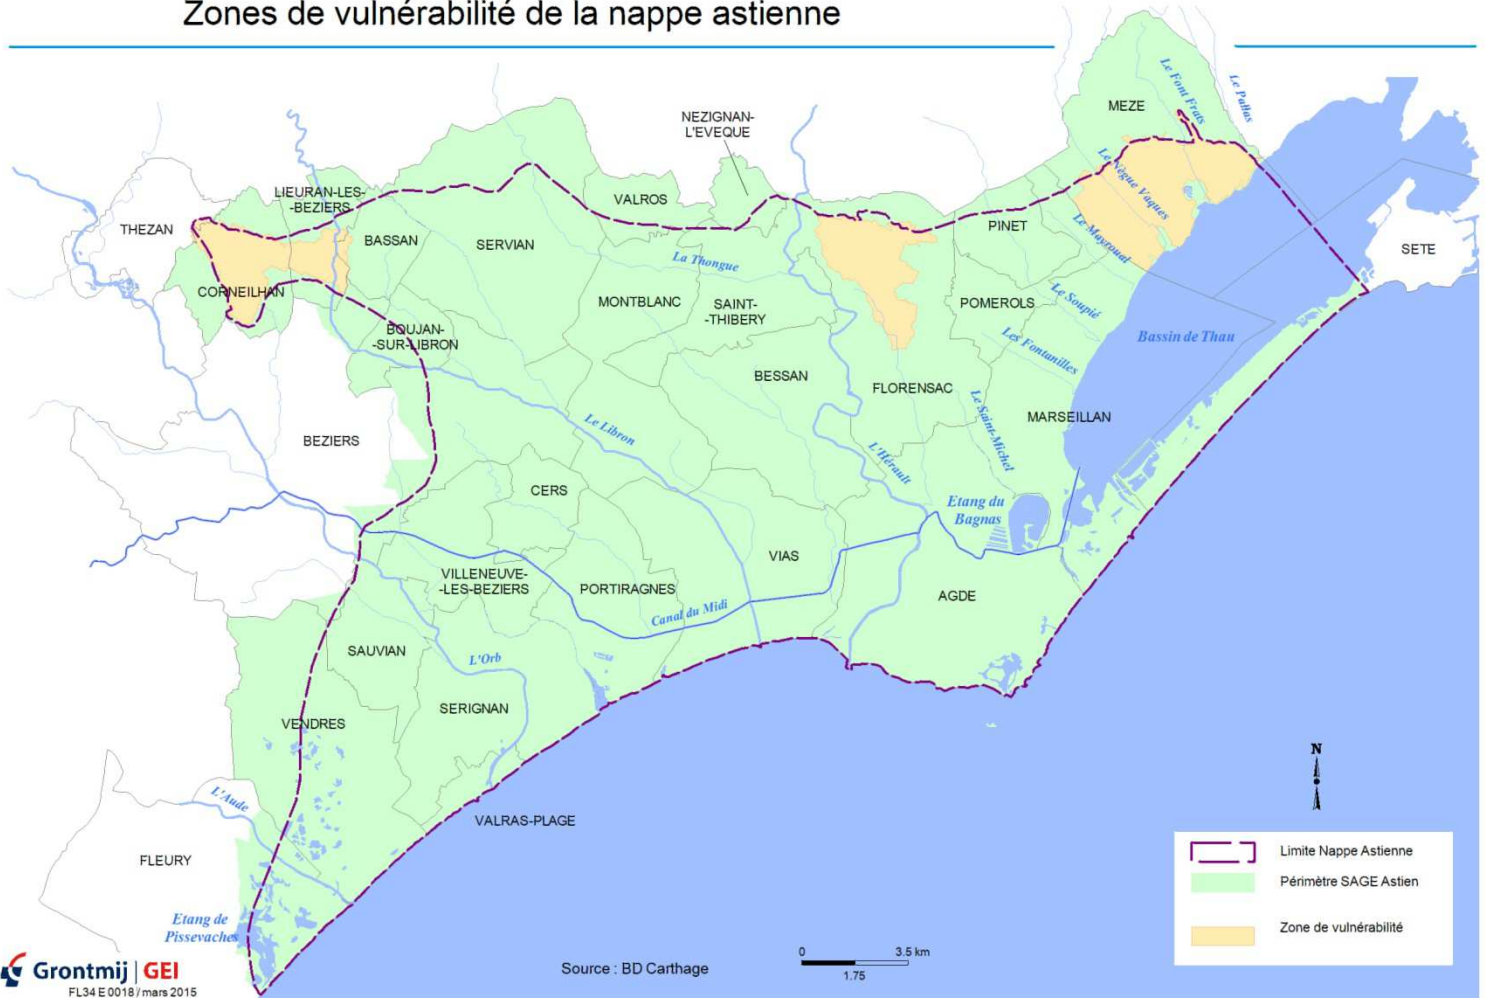 Zones de vulnérabilité de la nappe astienne
MEZE
Le Font Frats
Le Pallas
NEZIGNAN-
L'EVEQUE
LIEURAN-LES-
-BEZIERS
VALROS
Le Nègue Vaques
THEZAN
BASSAN
SERVIAN
PINET
Le Mayroual
SETE
La Thongue
CORNEILHAN
MONTBLANC
SAINT-
-THIBERY
POMEROLS
Le Soupié
BOUJAN-
-SUR-LIBRON
Les Fontanilles
Bassin de Thau
BESSAN
FLORENSAC
MARSEILLAN
Le Saint-Michel
BEZIERS
Le Libron
L'Hérault
CERS
Etang du
Bagnas
VIAS
VILLENEUVE-
-LES-BEZIERS
PORTIRAGNES
AGDE
Canal du Midi
SAUVIAN
L'Orb
SERIGNAN
VENDRES
L'Aude
VALRAS-PLAGE
FLEURY
Etang de
Pissevaches
N
Limite Nappe Astienne
Périmètre SAGE Astien
Zone de vulnérabilité
Grontmij | GEI
FL34 E 0018 / mars 2015
Source : BD Carthage
0 3.5 km
1.75